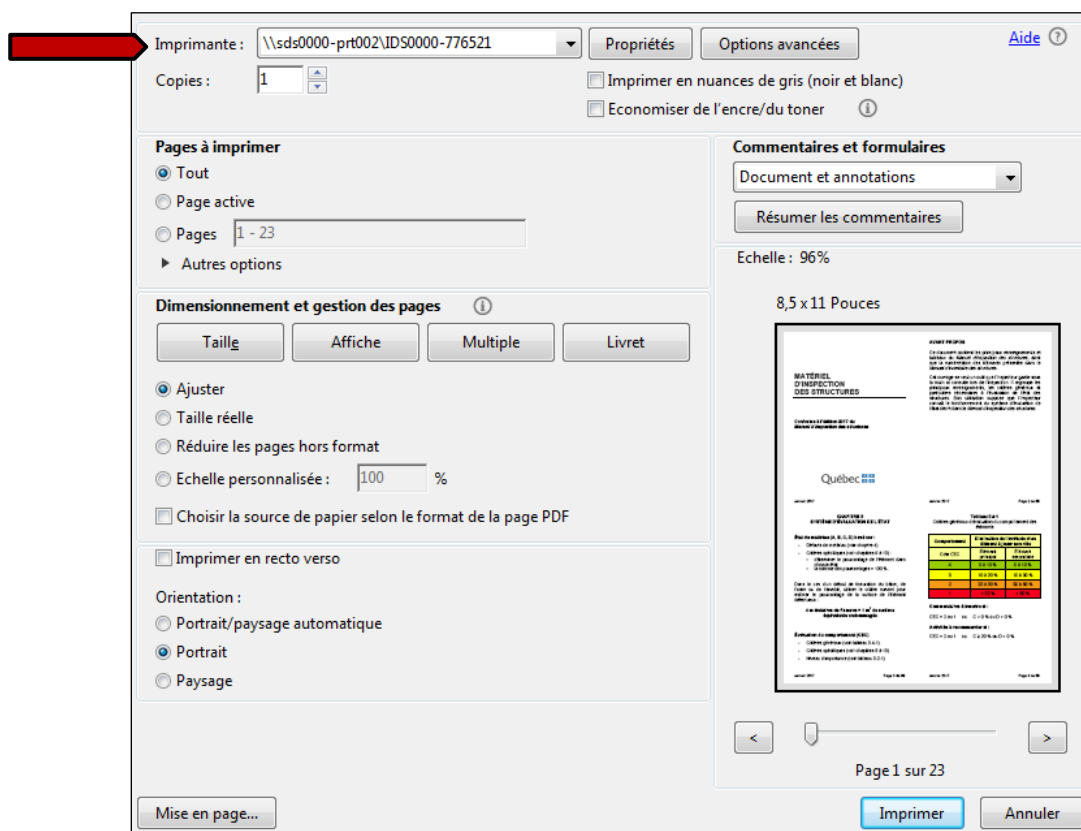 Imprimante :
\\sds0000-prt002\IDS0000-776521
Propriétés
Options avancées
Aide
Copies :
1
Imprimer en nuances de gris (noir et blanc)
Economiser de l'encre/du toner
Pages à imprimer
Tout
Page active
Pages 1 - 23
Autres options
Commentaires et formulaires
Document et annotations
Résumer les commentaires
Echelle : 96%
Dimensionnement et gestion des pages
Taille
Affiche
Multiple
Livret
Ajuster
Taille réelle
Réduire les pages hors format
Echelle personnalisée : 100 %
Choisir la source de papier selon le format de la page PDF
Imprimer en recto verso
Orientation :
Portrait/paysage automatique
Portrait
Paysage
8,5 x 11 Pouces
MATÉRIEL
D'INSPECTION
DES STRUCTURES
AVANT PROPOS
Québec
<
>
Page 1 sur 23
Mise en page...
Imprimer
Annuler